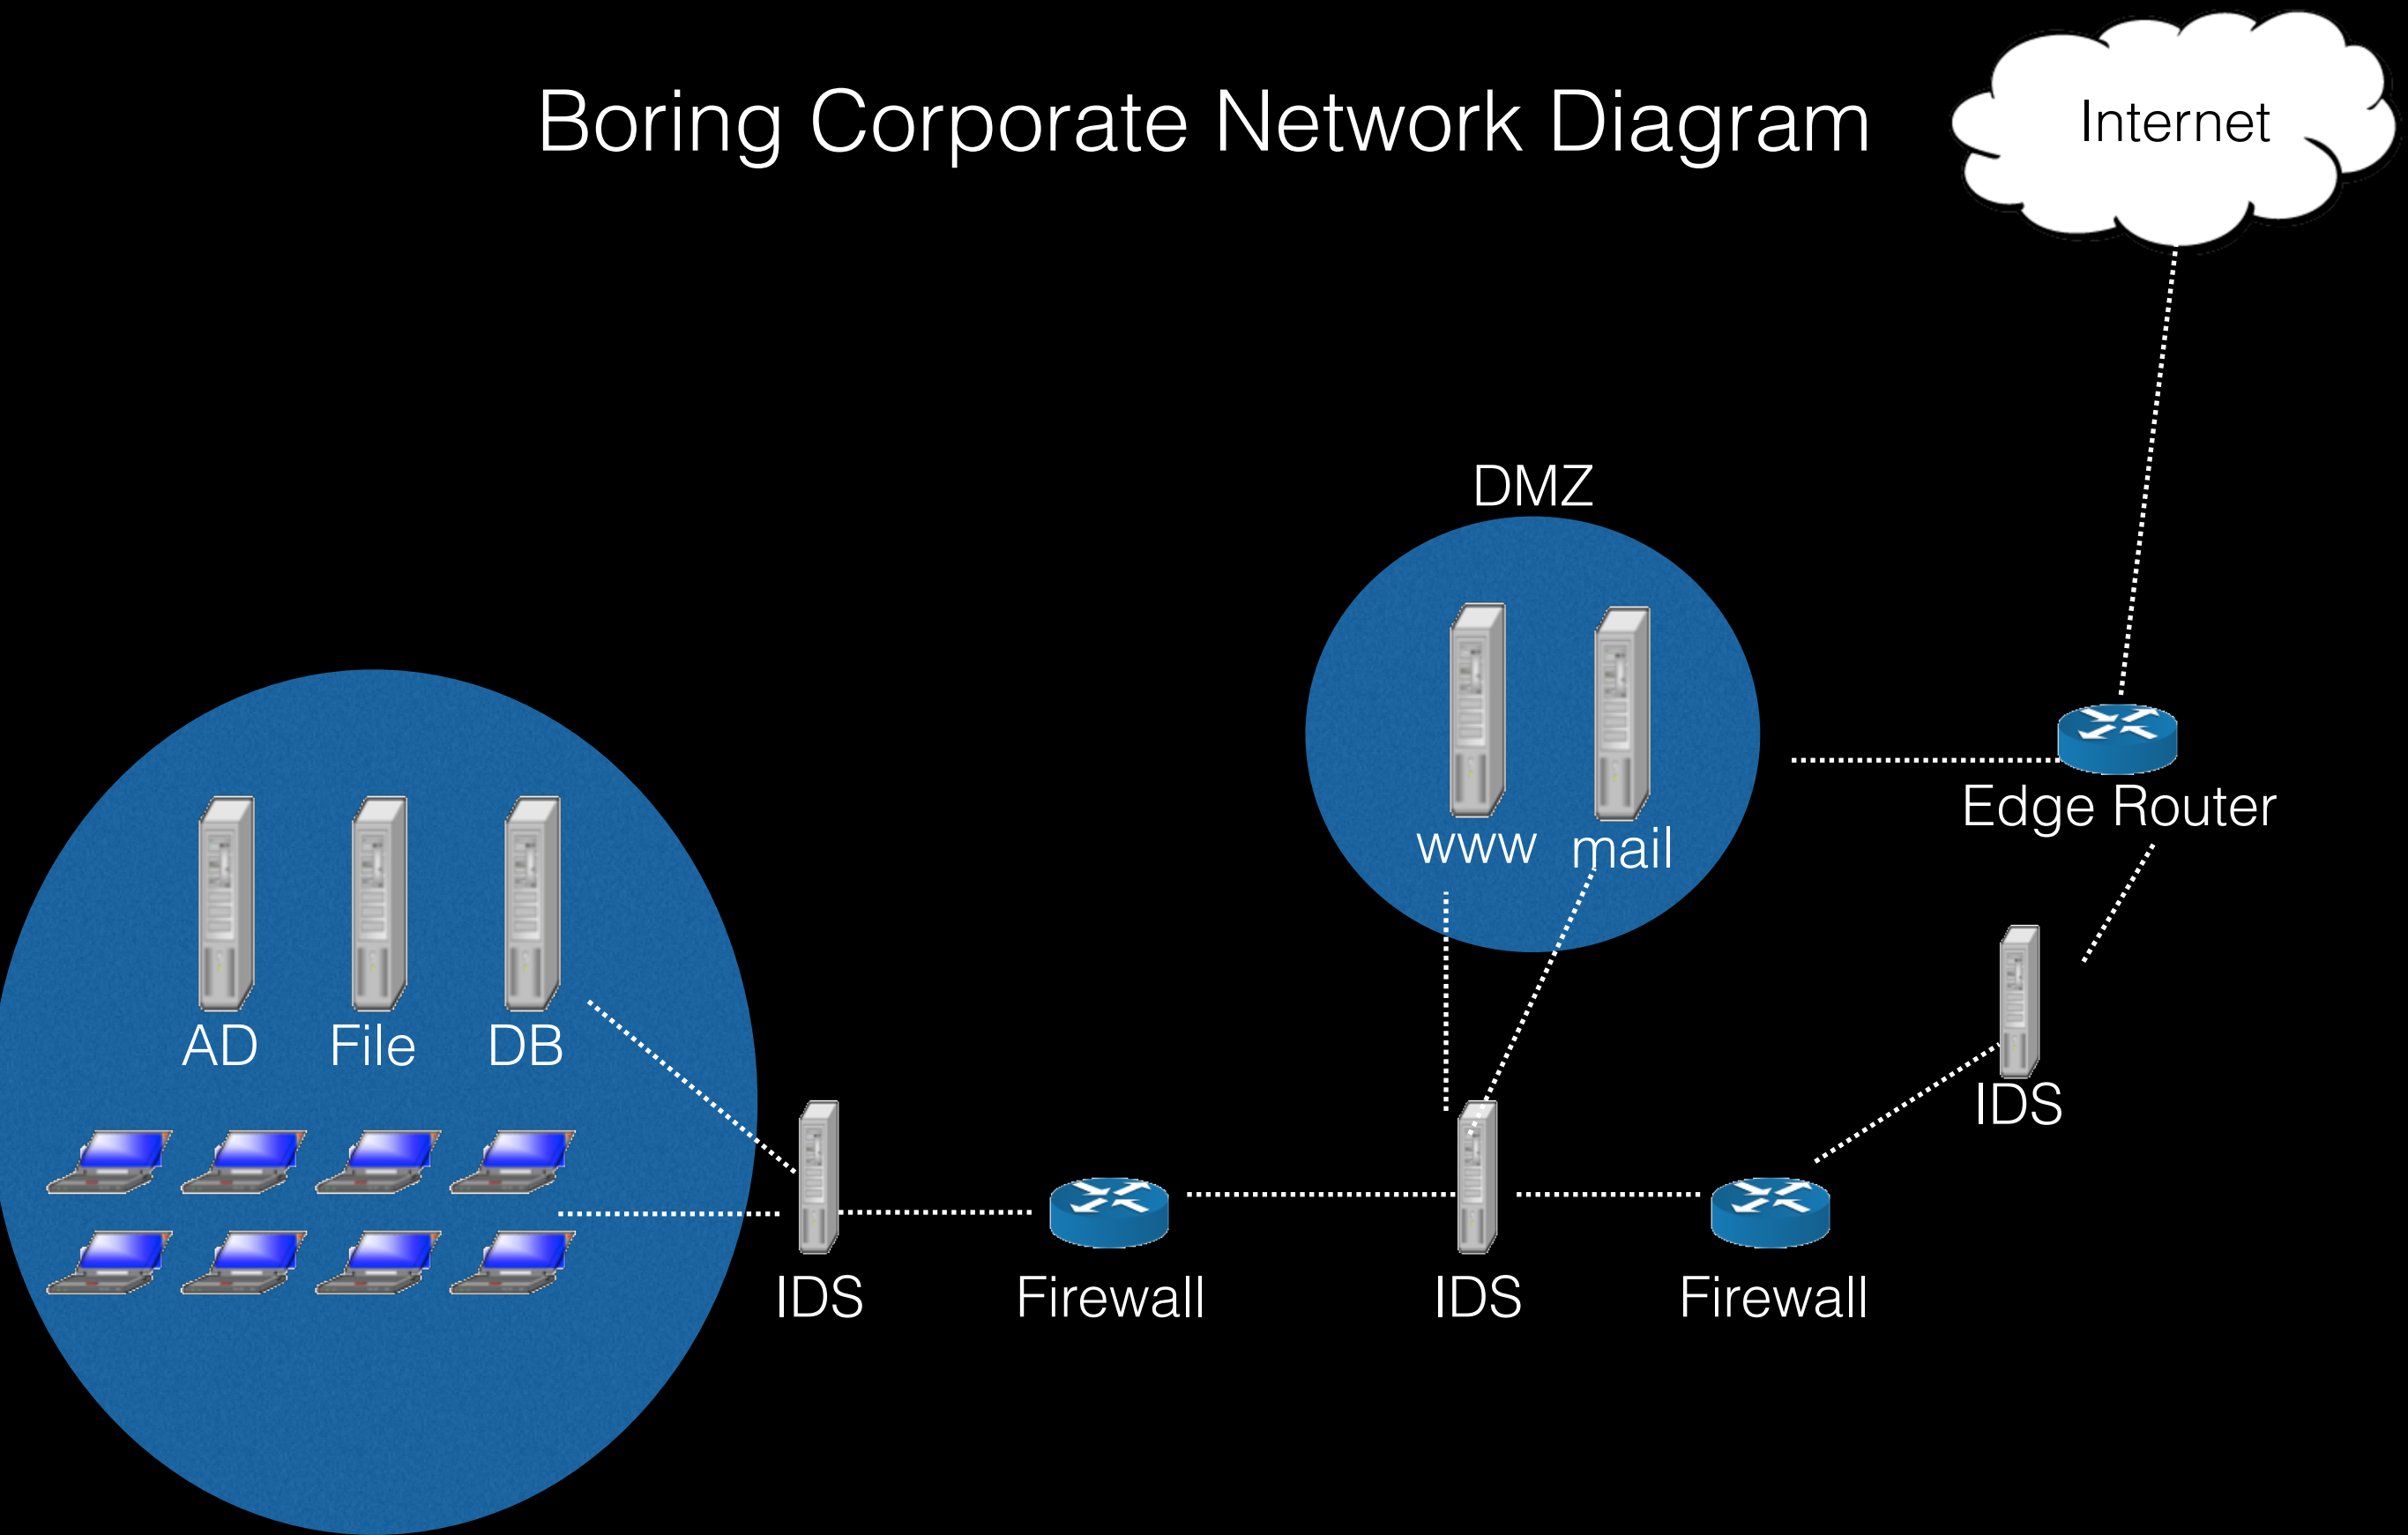 Boring Corporate Network Diagram
Internet
DMZ
www
mail
Edge Router
AD
File
DB
IDS
IDS
Firewall
IDS
Firewall